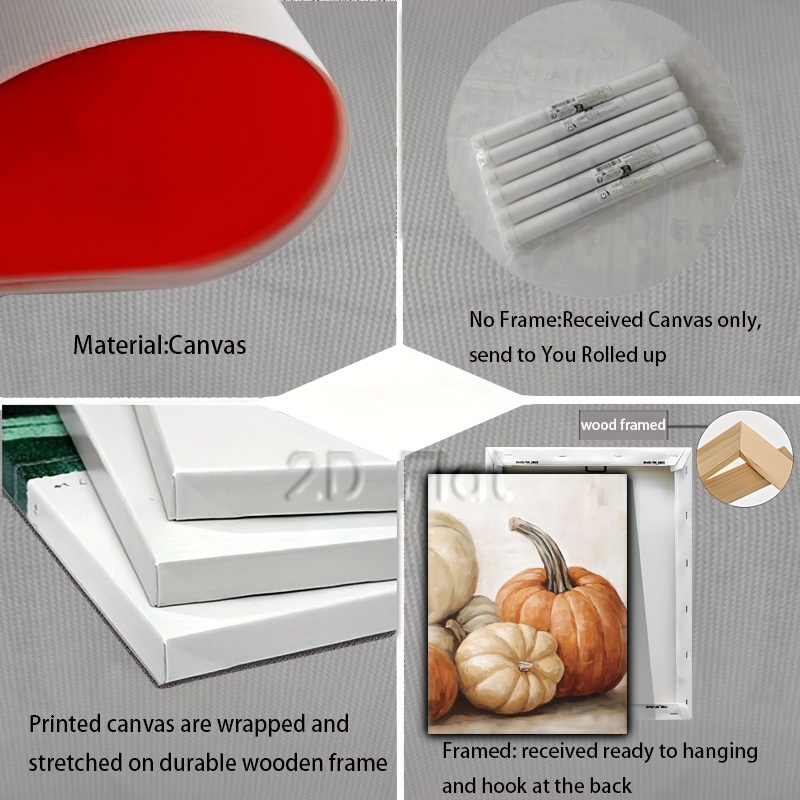 Material:Canvas
No Frame:Received Canvas only,
send to You Rolled up
2D Flat
wood framed
Printed canvas are wrapped and
stretched on durable wooden frame
Framed: received ready to hanging
and hook at the back